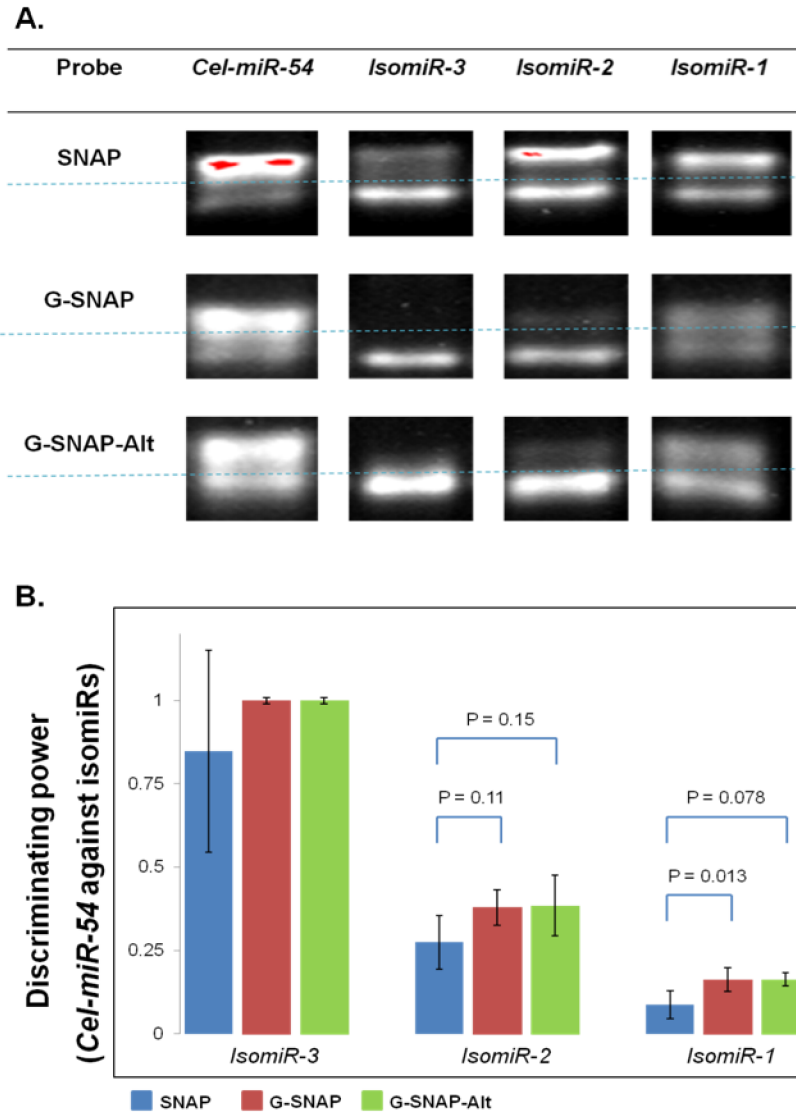 A.
Probe Cel-miR-54 IsomiR-3 IsomiR-2 IsomiR-1
SNAP
G-SNAP
G-SNAP-Alt
B.
Discriminating power
(Cel-miR-54 against isomiRs)
1
0.75
0.5
0.25
0
P = 0.15
P = 0.11
P = 0.078
P = 0.013
IsomiR-3 IsomiR-2 IsomiR-1
SNAP G-SNAP G-SNAP-Alt